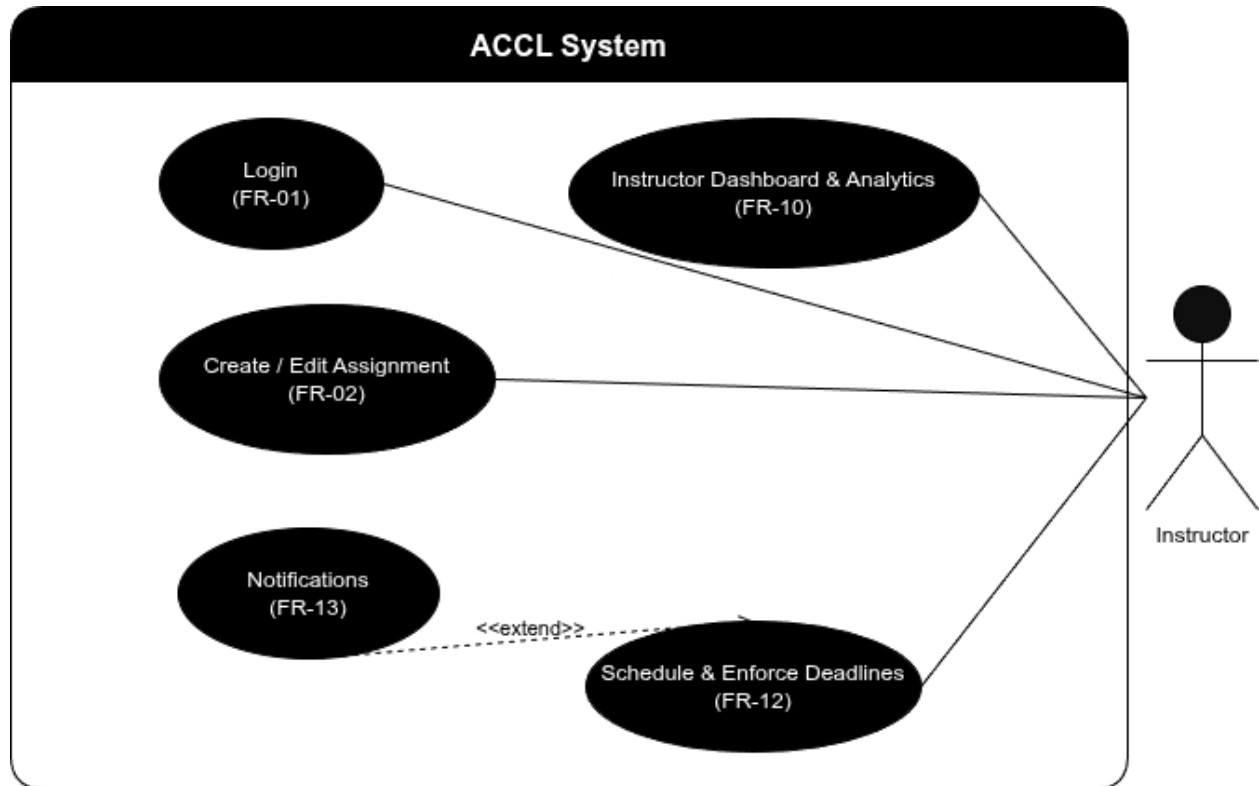 ACCL System
Login
(FR-01)
Instructor Dashboard & Analytics
(FR-10)
Create / Edit Assignment
(FR-02)
Notifications
(FR-13)
<<extend>>
Schedule & Enforce Deadlines
(FR-12)
Instructor